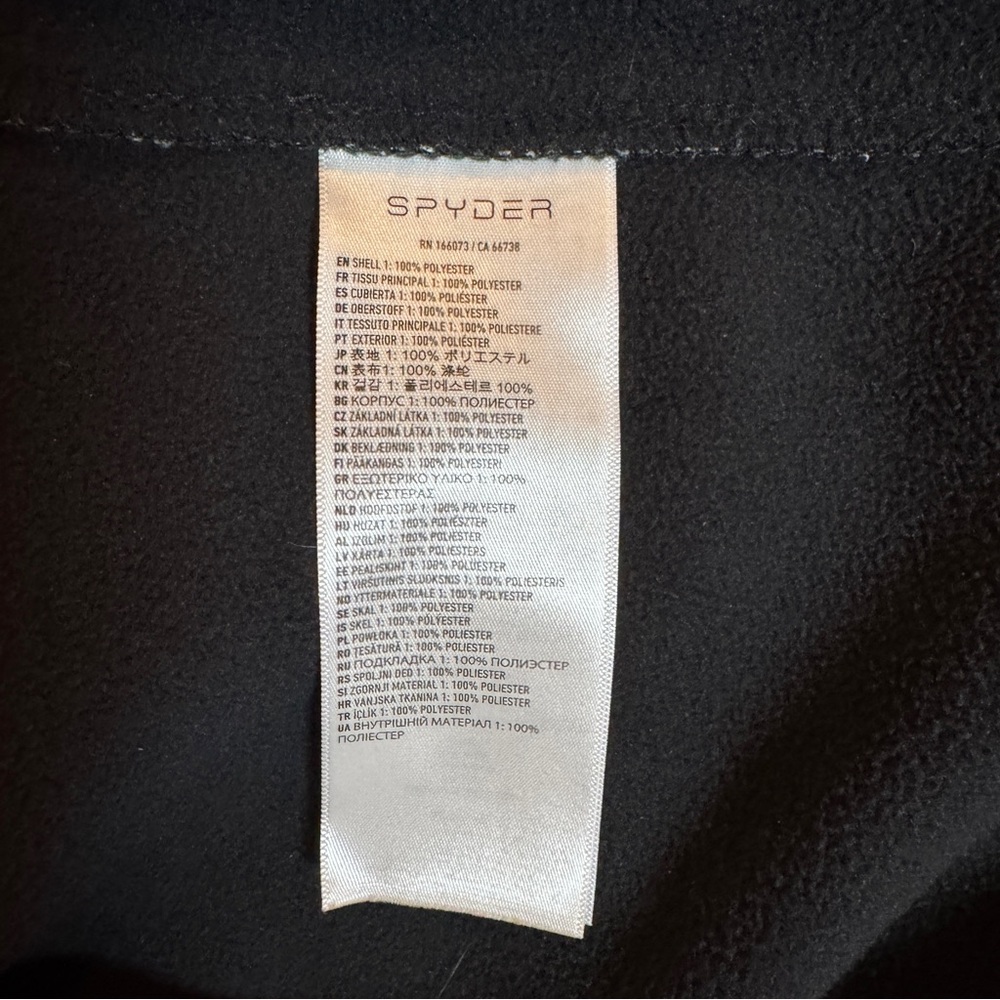 SPYDER
RN 166073 / CA 66738
EN SHELL 1: 100% POLYESTER
FR TISSU PRINCIPAL 1: 100% POLYESTER
ES CUBIERTA 1: 100% POLIÉSTER
DE OBERSTOFF 1: 100% POLYESTER
IT TESSUTO PRINCIPALE 1: 100% POLIESTERE
PT EXTERIOR 1: 100% POLIÉSTER
JP 表地 1: 100% ポリエステル
CN 表布1: 100% 涤纶
KR 겉감 1: 폴리에스테르 100%
BG КОРПУС 1: 100% ПОЛИЕСТЕР
CZ ZÁKLADNÍ LÁTKA 1: 100% POLYESTER
SK ZÁKLADNÁ LÁTKA 1: 100% POLYESTER
DK BEKLÆDNING 1: 100% POLYESTER
FI PÄÄKANGAS 1: 100% POLYESTERI
GR ΕΞΩΤΕΡΙΚΟ ΥΛΙΚΟ 1: 100%
ΠΟΛΥΕΣΤΕΡΑΣ
NLD HOOFDSTOF 1: 100% POLYESTER
HU HUZAT 1: 100% POLIÉSZTER
AL IZOLIM 1: 100% POLIESTER
LV KĀRTA 1: 100% POLIESTERS
EE PEALISKIHT 1: 100% POLÜESTER
LT VIRŠUTINIS SLUOKSNIS 1: 100% POLIESTERIS
NO YTTERMATERIALE 1: 100% POLYESTER
SE SKAL 1: 100% POLYESTER
IS SKEL 1: 100% POLYESTER
PL POWŁOKA 1: 100% POLIESTER
RO ȚESĂTURĂ 1: 100% POLIESTER
RU ПОДКЛАДКА 1: 100% ПОЛИЭСТЕР
RS SPOLJNI DEO 1: 100% POLIESTER
SI ZGORNJI MATERIAL 1: 100% POLIESTER
HR VANJSKA TKANINA 1: 100% POLIESTER
TR İÇLİK 1: 100% POLYESTER
UA ВНУТРІШНІЙ МАТЕРІАЛ 1: 100%
ПОЛІЕСТЕР